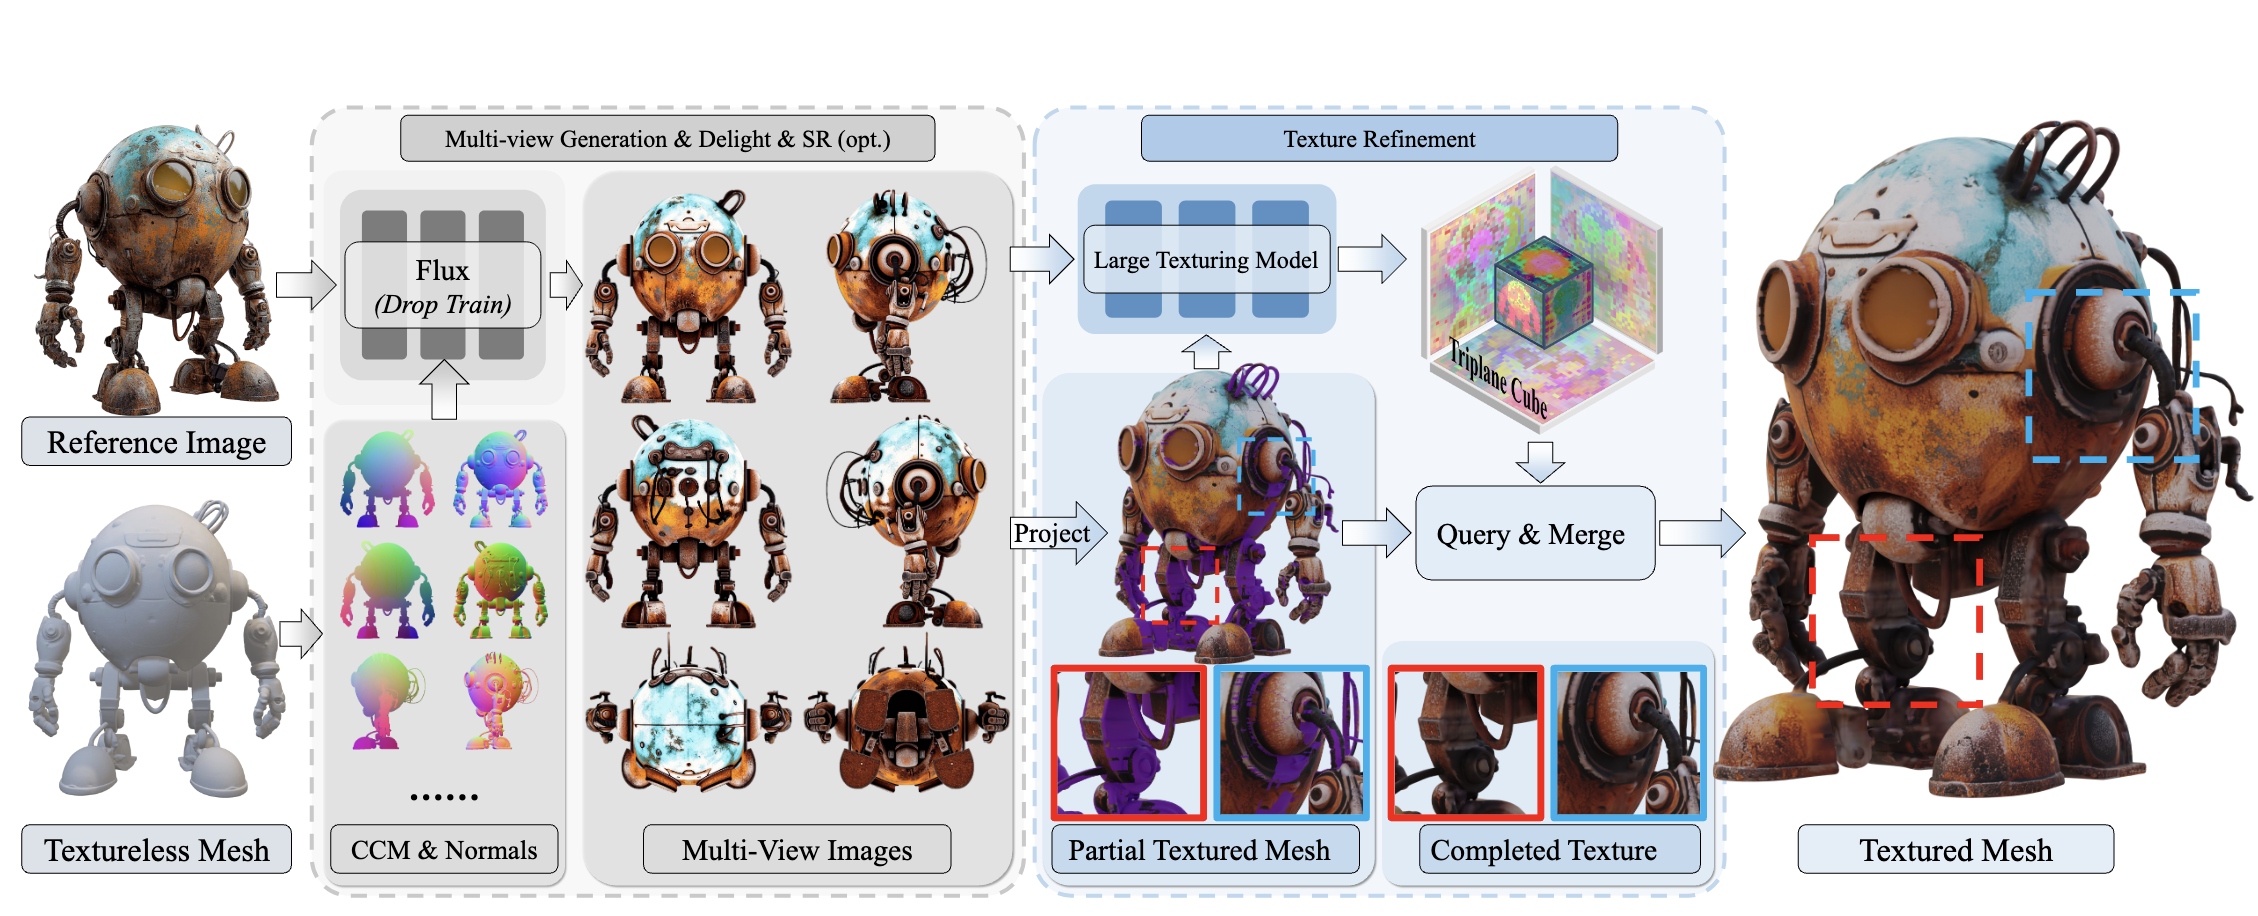 Multi-view Generation & Delight & SR (opt.)
Texture Refinement
Flux
(Drop Train)
Large Texturing Model
Triplane Cube
Reference Image
Project
Query & Merge
......
Textureless Mesh
CCM & Normals
Multi-View Images
Partial Textured Mesh
Completed Texture
Textured Mesh